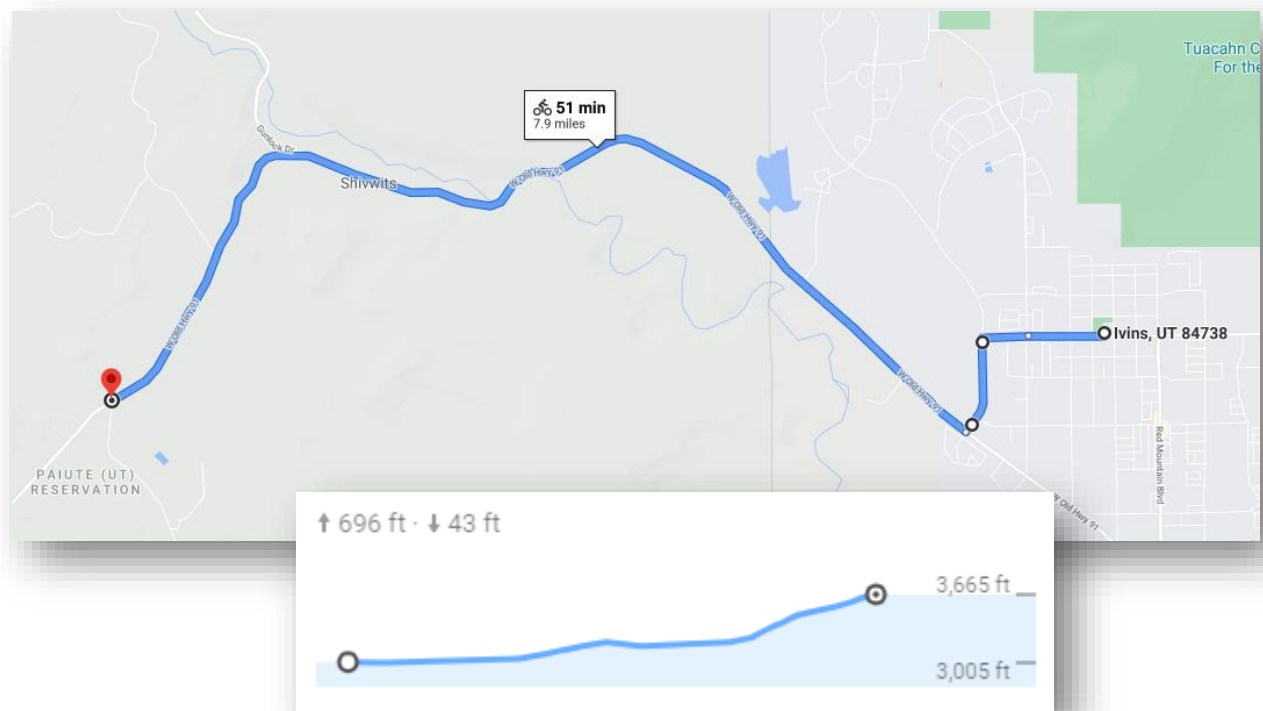 Tuacahn C
For the
51 min
7.9 miles
Gunlock Dr
Shivwits
W Old Hwy 91
W Old Hwy 91
W Old Hwy 91
Ivins, UT 84738
W Old Hwy 91
PAIUTE (UT)
RESERVATION
Red Mountain Blvd
W Old Hwy 91
↑ 696 ft · ↓ 43 ft
3,665 ft
3,005 ft